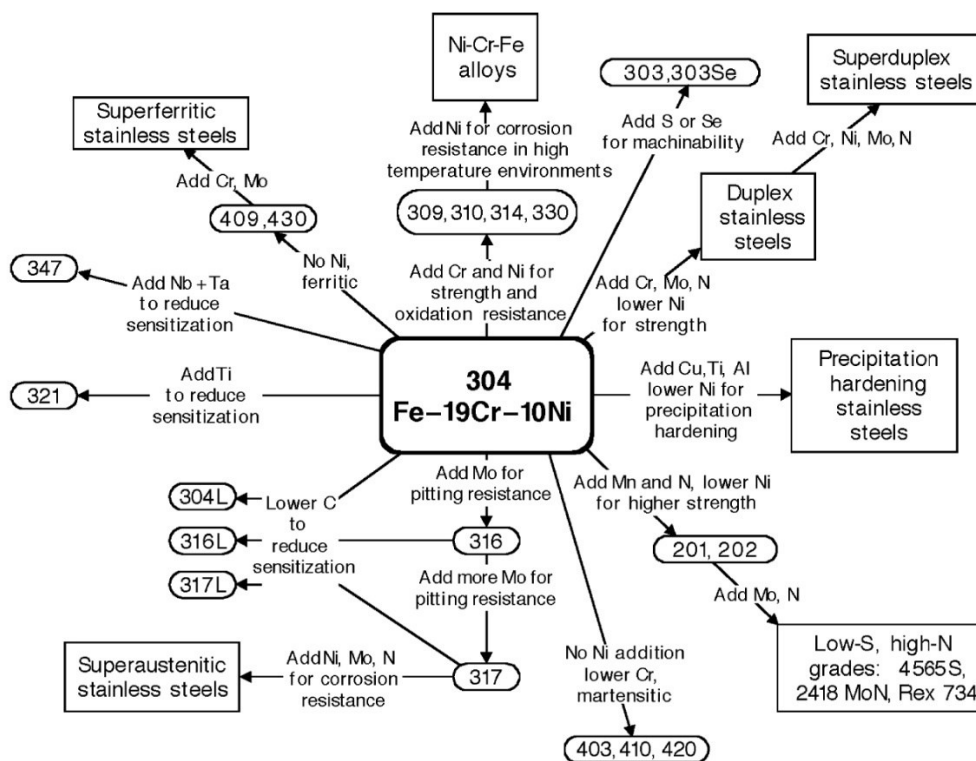 Ni-Cr-Fe
alloys
303,303Se
Superduplex
stainless steels
Superferritic
stainless steels
Add Ni for corrosion
resistance in high
temperature environments
Add S or Se
for machinability
Add Cr, Ni, Mo, N
Add Cr, Mo
409,430
309, 310, 314, 330
Duplex
stainless
steels
347
Add Nb + Ta
to reduce
sensitization
No Ni,
ferritic
Add Cr and Ni for
strength and
oxidation resistance
Add Cr, Mo, N
lower Ni
for strength
321
Add Ti
to reduce
sensitization
304
Fe–19Cr–10Ni
Add Cu,Ti, Al
lower Ni for
precipitation
hardening
Precipitation
hardening
stainless
steels
304L
316L
317L
Lower C
to
reduce
sensitization
Add Mo for
pitting resistance
316
Add more Mo for
pitting resistance
Add Mn and N, lower Ni
for higher strength
201, 202
Add Mo, N
Superaustenitic
stainless steels
Add Ni, Mo, N
for corrosion
resistance
317
No Ni addition
lower Cr,
martensitic
Low-S, high-N
grades: 4565S,
2418 MoN, Rex 734
403, 410, 420